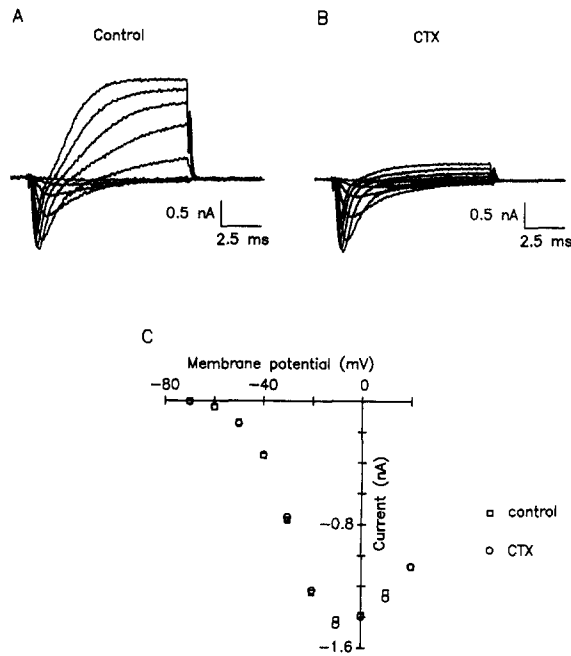 A
Control
0.5 nA
2.5 ms
B
CTX
0.5 nA
2.5 ms
C
Membrane potential (mV)
-80
-40
0
Current (nA)
-0.8
-1.6
control
CTX